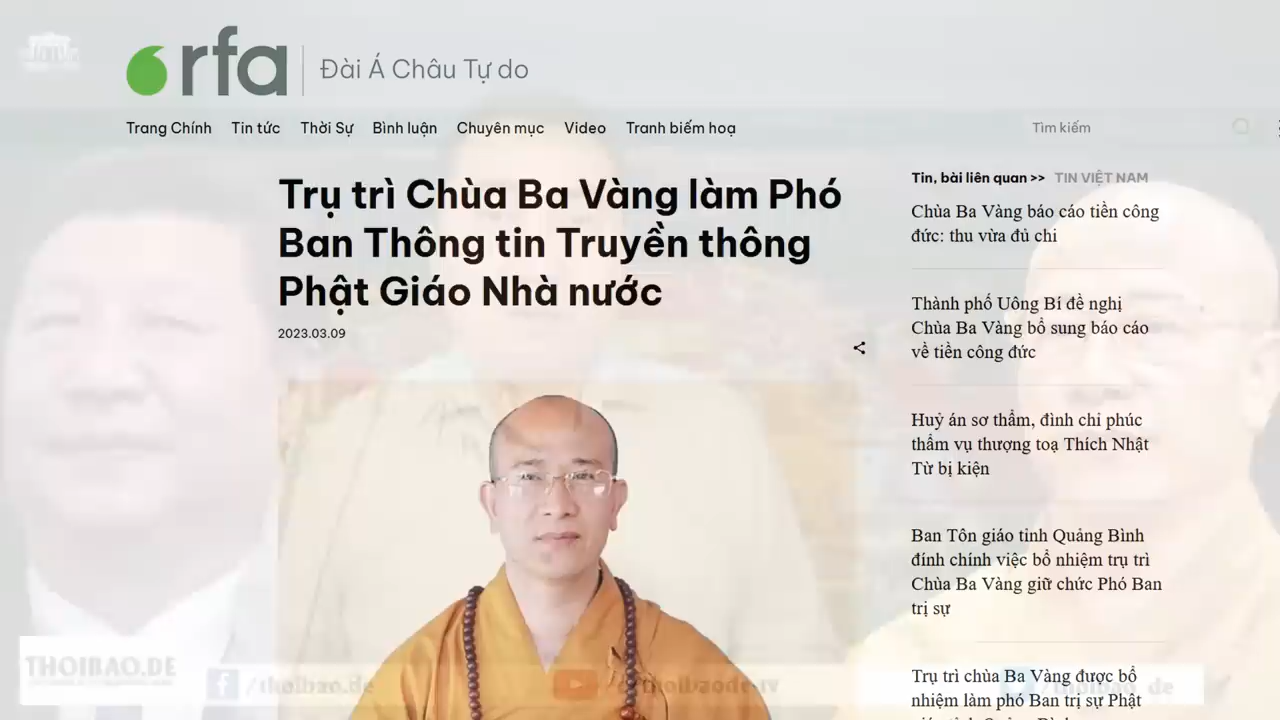 rfa
Đài Á Châu Tự do
Trang Chính Tin tức Thời Sự Bình luận Chuyên mục Video Tranh biếm hoạ
Tìm kiếm
Trụ trì Chùa Ba Vàng làm Phó
Ban Thông tin Truyền thông
Phật Giáo Nhà nước
2023.03.09
Tin, bài liên quan >> TIN VIỆT NAM
Chùa Ba Vàng báo cáo tiền công
đức: thu vừa đủ chi
Thành phố Uông Bí đề nghị
Chùa Ba Vàng bổ sung báo cáo
về tiền công đức
Huỷ án sơ thẩm, đình chỉ phúc
thẩm vụ thượng toạ Thích Nhật
Từ bị kiện
Ban Tôn giáo tỉnh Quảng Bình
đính chính việc bổ nhiệm trụ trì
Chùa Ba Vàng giữ chức Phó Ban
trị sự
Trụ trì chùa Ba Vàng được bổ
nhiệm làm phó Ban trị sự Phật
THOIBAO.DE
/thoibao.de